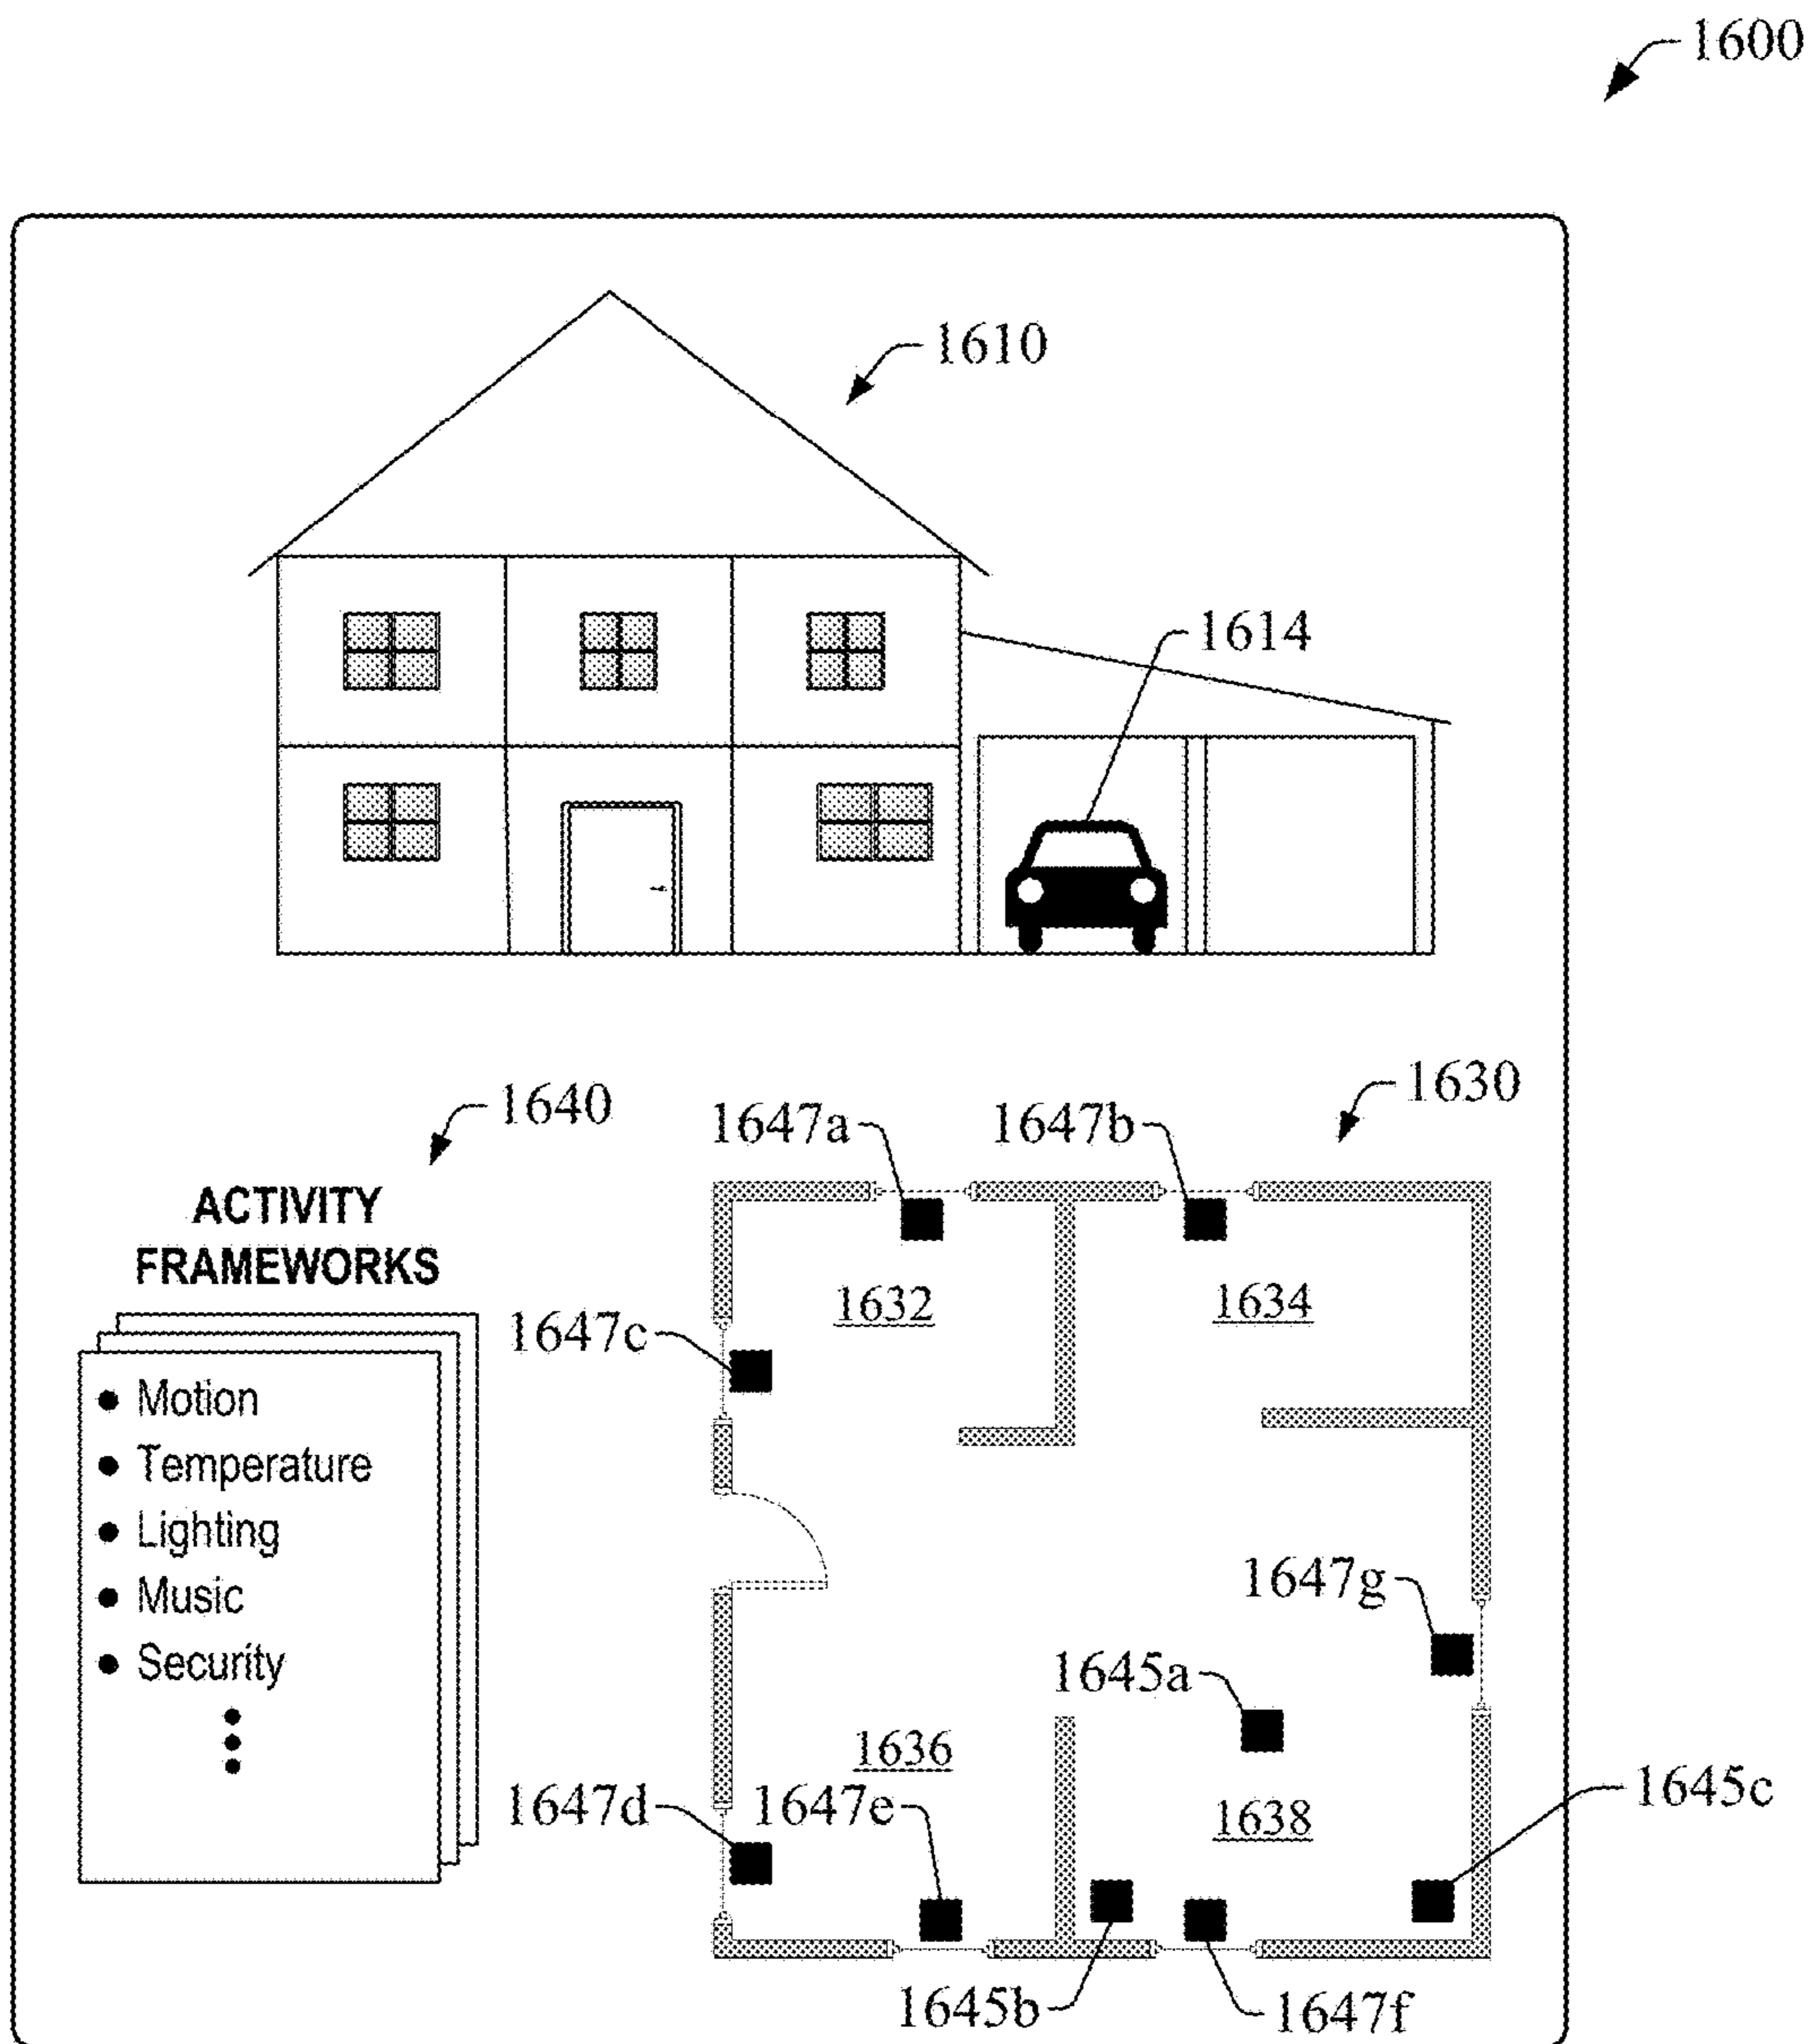 1600
1610
1614
1640
1630
1647a
1647b
ACTIVITY
FRAMEWORKS
1632
1634
1647c
• Motion
• Temperature
• Lighting
• Music
• Security
1647g
1645a
1636
1647d
1647e
1638
1645c
1645b
1647f